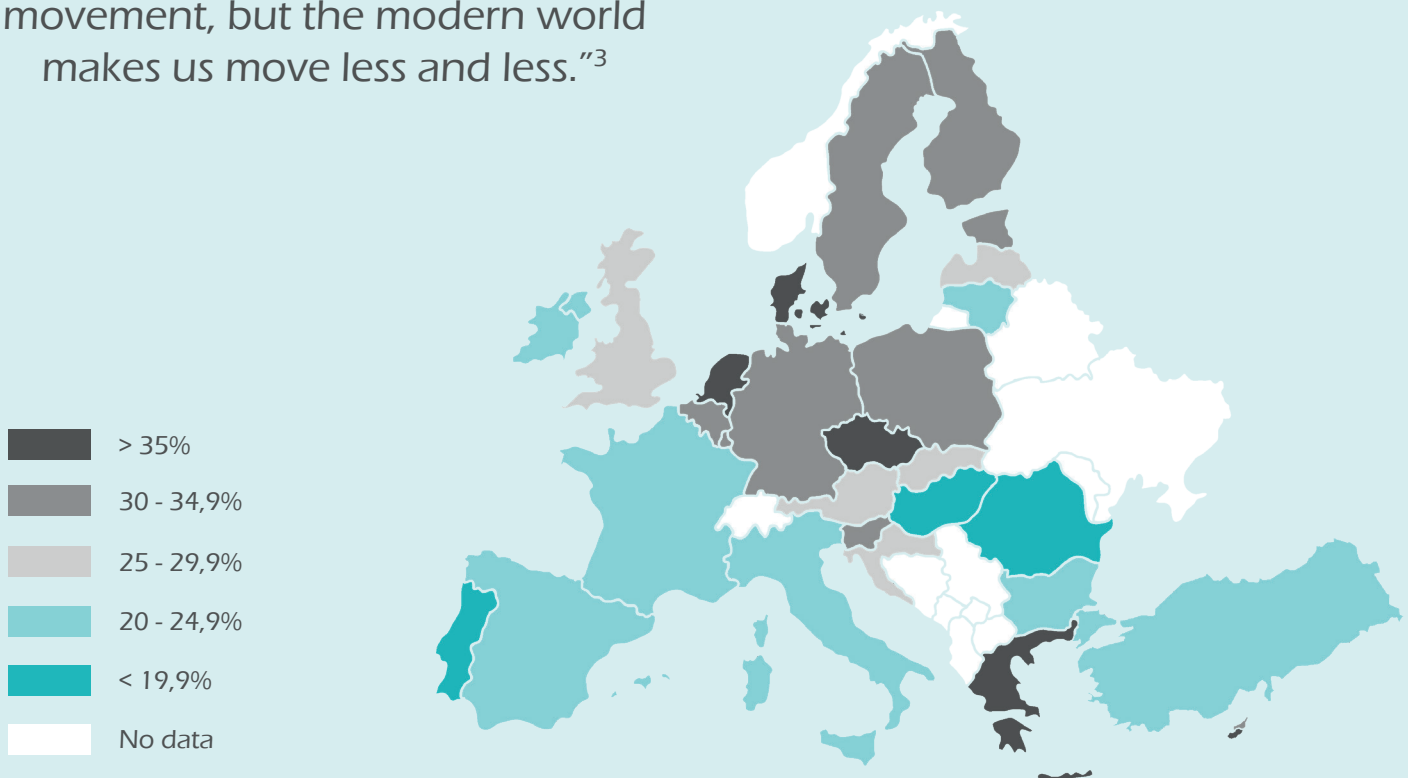 movement, but the modern world
makes us move less and less.”³
> 35%
30 - 34,9%
25 - 29,9%
20 - 24,9%
< 19,9%
No data